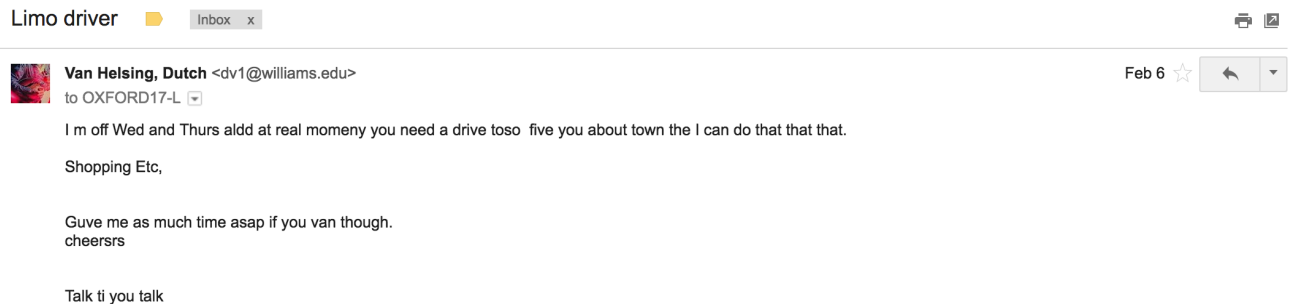 Limo driver
Inbox x
Van Helsing, Dutch <dv1@williams.edu>
Feb 6
to OXFORD17-L
I m off Wed and Thurs aldd at real momeny you need a drive toso  five you about town the I can do that that that.
Shopping Etc,
Guve me as much time asap if you van though.
cheersrs
Talk ti you talk